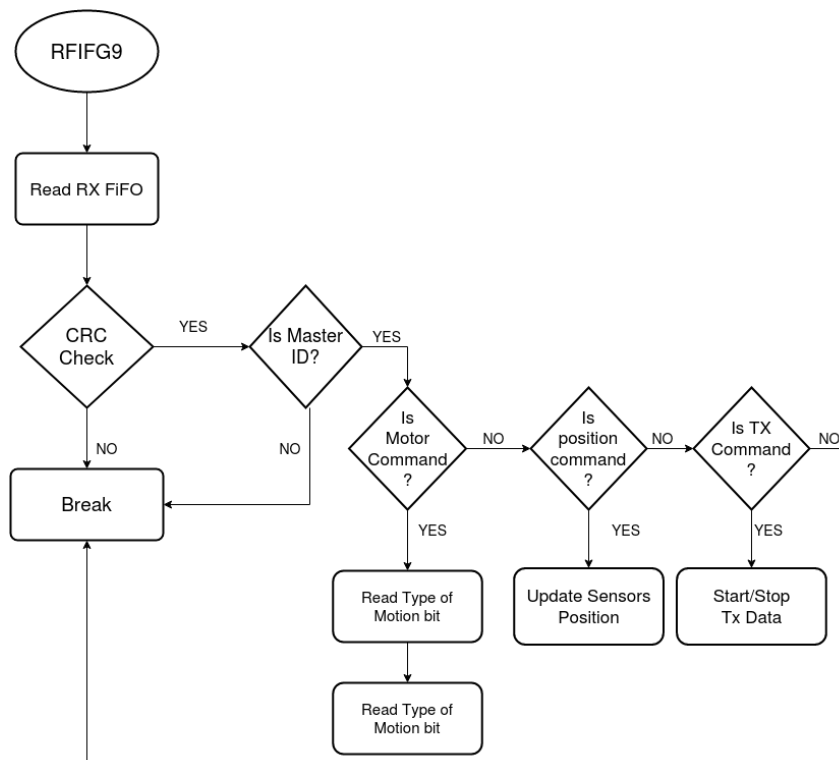 RFIFG9
Read RX FiFO
CRC
Check
YES
Is Master
ID?
YES
NO
NO
Break
Is
Motor
Command
?
NO
Is
position
command
?
NO
Is TX
Command
?
NO
YES
YES
YES
Read Type of
Motion bit
Update Sensors
Position
Start/Stop
Tx Data
Read Type of
Motion bit